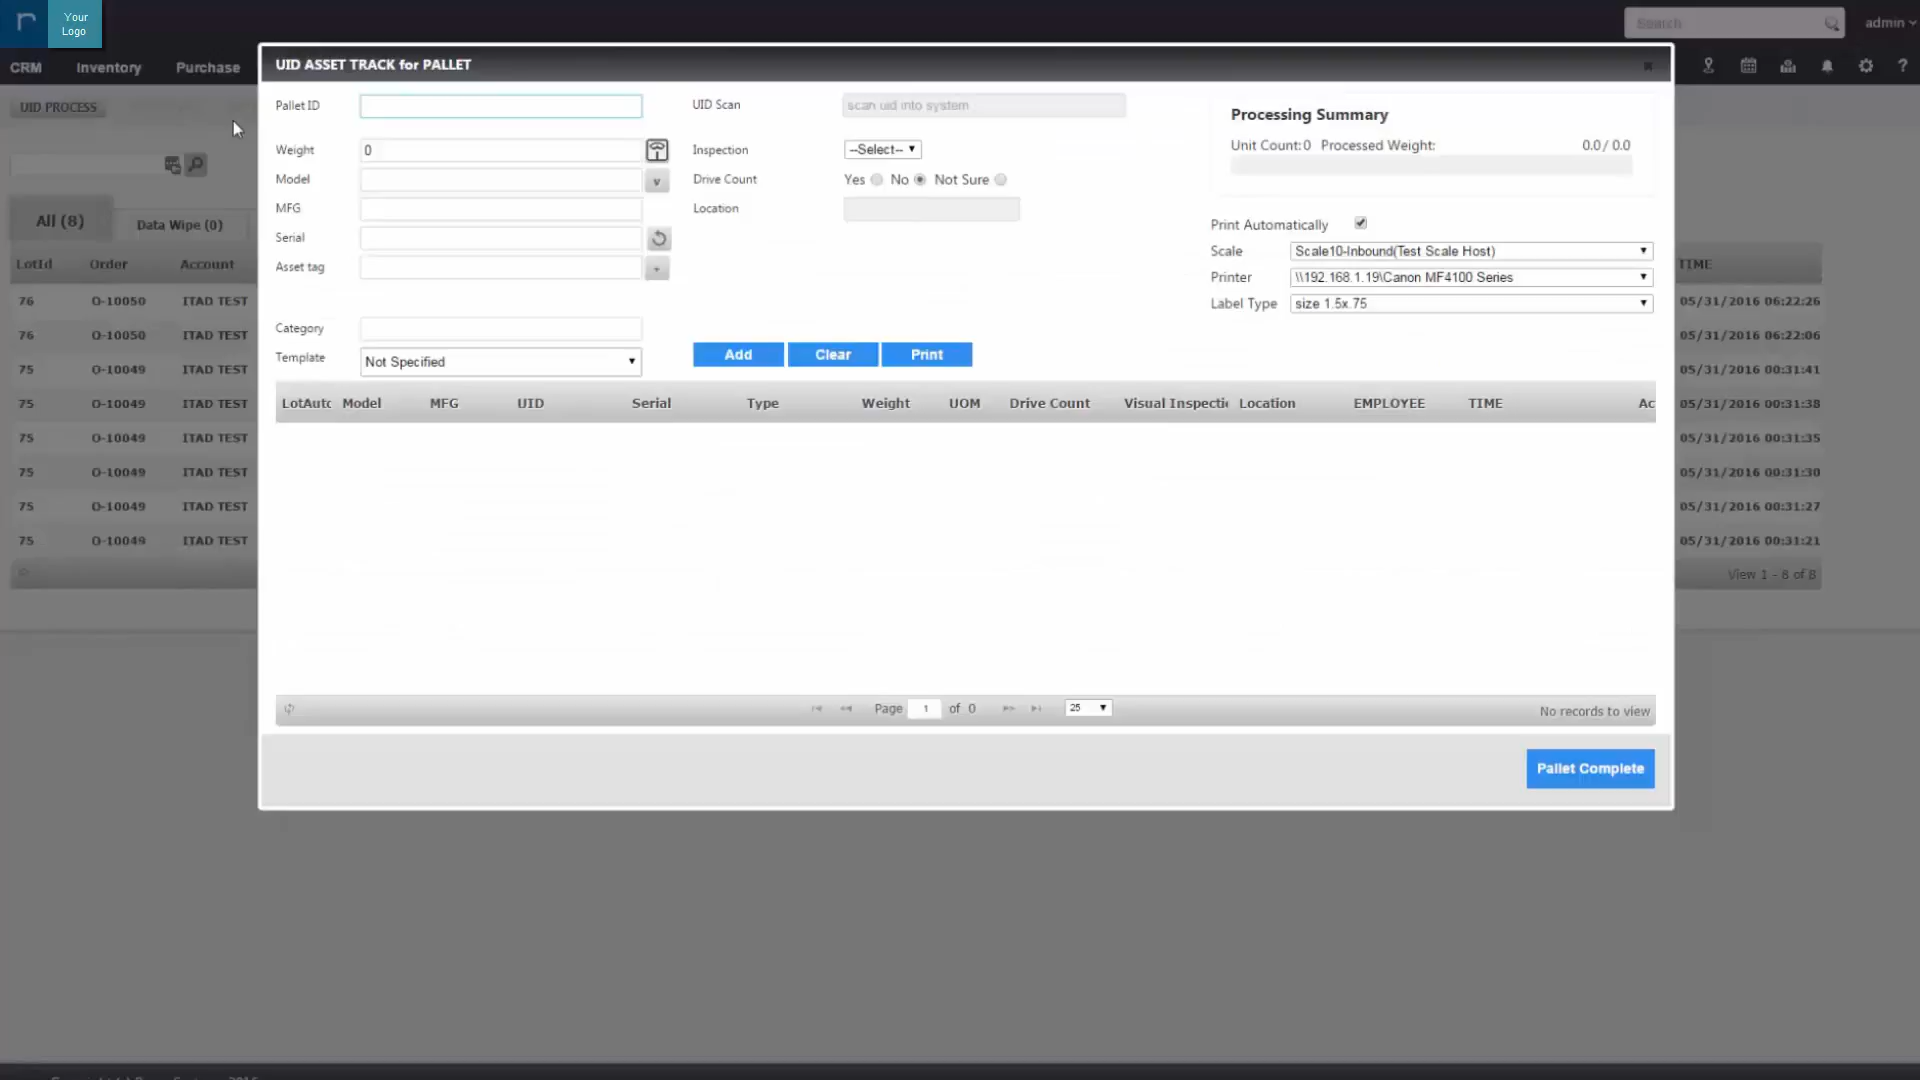 r
Your
Logo
Search
admin
CRM Inventory Purchase
?
UID PROCESS
UID ASSET TRACK for PALLET
Pallet ID
UID Scan scan uid into system
Processing Summary
Weight 0
Inspection --Select--
Unit Count:0 Processed Weight: 0.0 / 0.0
Model v
Drive Count Yes No Not Sure
MFG
Location
Serial
Print Automatically
Asset tag
Scale Scale10-Inbound(Test Scale Host)
Printer \\192.168.1.19\Canon MF4100 Series
Label Type size 1.5x.75
Category
Template Not Specified
Add Clear Print
All (8) Data Wipe (0)
LotId Order Account TIME
76 O-10050 ITAD TEST 05/31/2016 06:22:26
76 O-10050 ITAD TEST 05/31/2016 06:22:06
75 O-10049 ITAD TEST 05/31/2016 00:31:41
75 O-10049 ITAD TEST 05/31/2016 00:31:38
75 O-10049 ITAD TEST 05/31/2016 00:31:35
75 O-10049 ITAD TEST 05/31/2016 00:31:30
75 O-10049 ITAD TEST 05/31/2016 00:31:27
75 O-10049 ITAD TEST 05/31/2016 00:31:21
View 1 - 8 of 8
LotAuto Model MFG UID Serial Type Weight UOM Drive Count Visual Inspectio Location EMPLOYEE TIME Ac
Page 1 of 0 25
No records to view
Pallet Complete